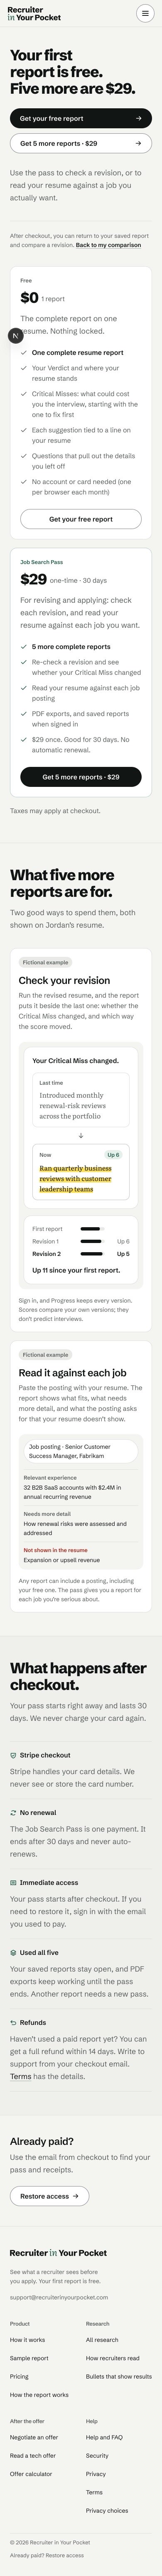 Recruiter
in Your Pocket
Your first
report is free.
Five more are $29.
Get your free report →
Get 5 more reports · $29 →
Use the pass to check a revision, or to
read your resume against a job you
actually want.
After checkout, you can return to your saved report
and compare a revision. Back to my comparison
Free
$0 1 report
The complete report on one
resume. Nothing locked.
N
One complete resume report
Your Verdict and where your
resume stands
Critical Misses: what could cost
you the interview, starting with the
one to fix first
Each suggestion tied to a line on
your resume
Questions that pull out the details
you left off
No account or card needed (one
per browser each month)
Get your free report
Job Search Pass
$29 one-time · 30 days
For revising and applying: check
each revision, and read your
resume against each job you want.
5 more complete reports
Re-check a revision and see
whether your Critical Miss changed
Read your resume against each job
posting
PDF exports, and saved reports
when signed in
$29 once. Good for 30 days. No
automatic renewal.
Get 5 more reports · $29
Taxes may apply at checkout.
What five more
reports are for.
Two good ways to spend them, both
shown on Jordan's resume.
Fictional example
Check your revision
Run the revised resume, and the report
puts it beside the last one: whether the
Critical Miss changed, and which way
the score moved.
Your Critical Miss changed.
Last time
Introduced monthly
renewal-risk reviews
across the portfolio
↓
Now Up 6
Ran quarterly business
reviews with customer
leadership teams
First report
Revision 1 Up 6
Revision 2 Up 5
Up 11 since your first report.
Sign in, and Progress keeps every version.
Scores compare your own versions; they
don't predict interviews.
Fictional example
Read it against each job
Paste the posting with your resume. The
report shows what fits, what needs
more detail, and what the posting asks
for that your resume doesn't show.
Job posting · Senior Customer
Success Manager, Fabrikam
Relevant experience
32 B2B SaaS accounts with $2.4M in
annual recurring revenue
Needs more detail
How renewal risks were assessed and
addressed
Not shown in the resume
Expansion or upsell revenue
Any report can include a posting, including
your free one. The pass gives you a report for
each job you're serious about.
What happens after
checkout.
Your pass starts right away and lasts 30
days. We never charge your card again.
Stripe checkout
Stripe handles your card details. We
never see or store the card number.
No renewal
The Job Search Pass is one payment. It
ends after 30 days and never auto-
renews.
Immediate access
Your pass starts after checkout. If you
need to restore it, sign in with the email
you used to pay.
Used all five
Your saved reports stay open, and PDF
exports keep working until the pass
ends. Another report needs a new pass.
Refunds
Haven't used a paid report yet? You can
get a full refund within 14 days. Write to
support from your checkout email.
Terms has the details.
Already paid?
Use the email from checkout to find your
pass and receipts.
Restore access →
Recruiter in Your Pocket
See what a recruiter sees before
you apply. Your first report is free.
support@recruiterinyourpocket.com
Product
How it works
Sample report
Pricing
How the report works
Research
All research
How recruiters read
Bullets that show results
After the offer
Negotiate an offer
Read a tech offer
Offer calculator
Help
Help and FAQ
Security
Privacy
Terms
Privacy choices
© 2026 Recruiter in Your Pocket
Already paid? Restore access